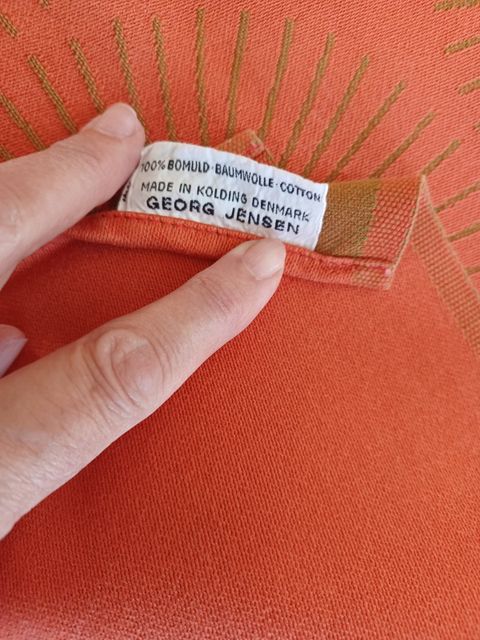 100% BOMULD · BAUMWOLLE · COTTON
MADE IN KOLDING DENMARK
GEORG JENSEN